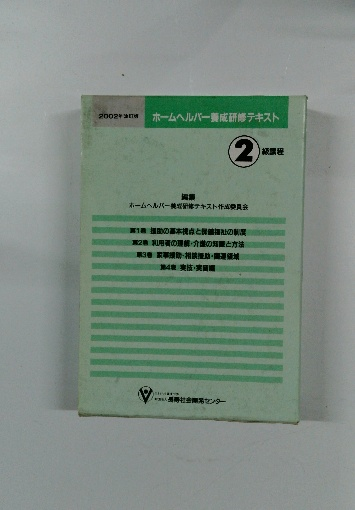 2002年改訂版
ホームヘルパー養成研修テキスト
2級課程
編集
ホームヘルパー養成研修テキスト作成委員会
第1巻 援助の基本視点と保健福祉の制度
第2巻 利用者の理解・介護の知識と方法
第3巻 家事援助・相談援助・関連領域
第4巻 実技・実習編
長寿社会開発センター